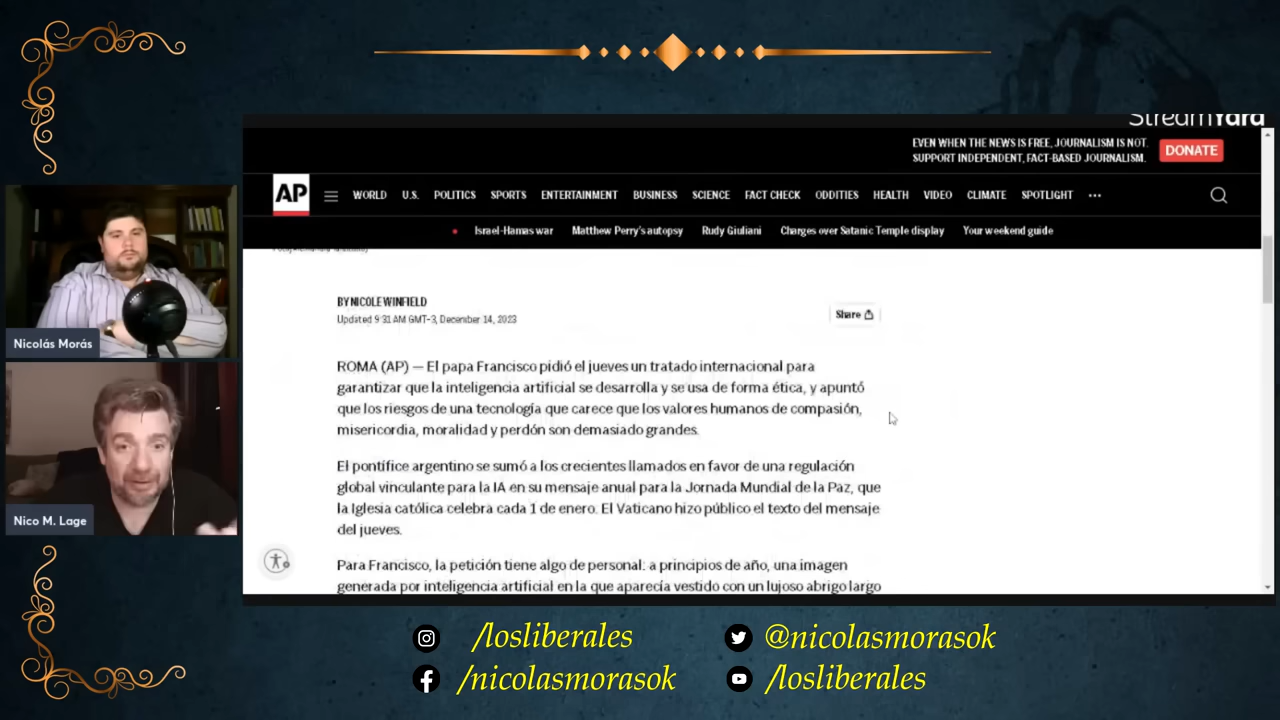 StreamYard
EVEN WHEN THE NEWS IS FREE, JOURNALISM IS NOT.
SUPPORT INDEPENDENT, FACT-BASED JOURNALISM.
DONATE
AP
WORLD
U.S.
POLITICS
SPORTS
ENTERTAINMENT
BUSINESS
SCIENCE
FACT CHECK
ODDITIES
HEALTH
VIDEO
CLIMATE
SPOTLIGHT
Israel-Hamas war
Matthew Perry's autopsy
Rudy Giuliani
Charges over Satanic Temple display
Your weekend guide
BY NICOLE WINFIELD
Updated 9:31 AM GMT-3, December 14, 2023
Share
ROMA (AP) — El papa Francisco pidió el jueves un tratado internacional para
garantizar que la inteligencia artificial se desarrolla y se usa de forma ética, y apuntó
que los riesgos de una tecnología que carece que los valores humanos de compasión,
misericordia, moralidad y perdón son demasiado grandes.
El pontífice argentino se sumó a los crecientes llamados en favor de una regulación
global vinculante para la IA en su mensaje anual para la Jornada Mundial de la Paz, que
la Iglesia católica celebra cada 1 de enero. El Vaticano hizo público el texto del mensaje
del jueves.
Para Francisco, la petición tiene algo de personal: a principios de año, una imagen
generada por inteligencia artificial en la que aparecía vestido con un lujoso abrigo largo
Nicolás Morás
Nico M. Lage
/losliberales
@nicolasmorasok
/nicolasmorasok
/losliberales